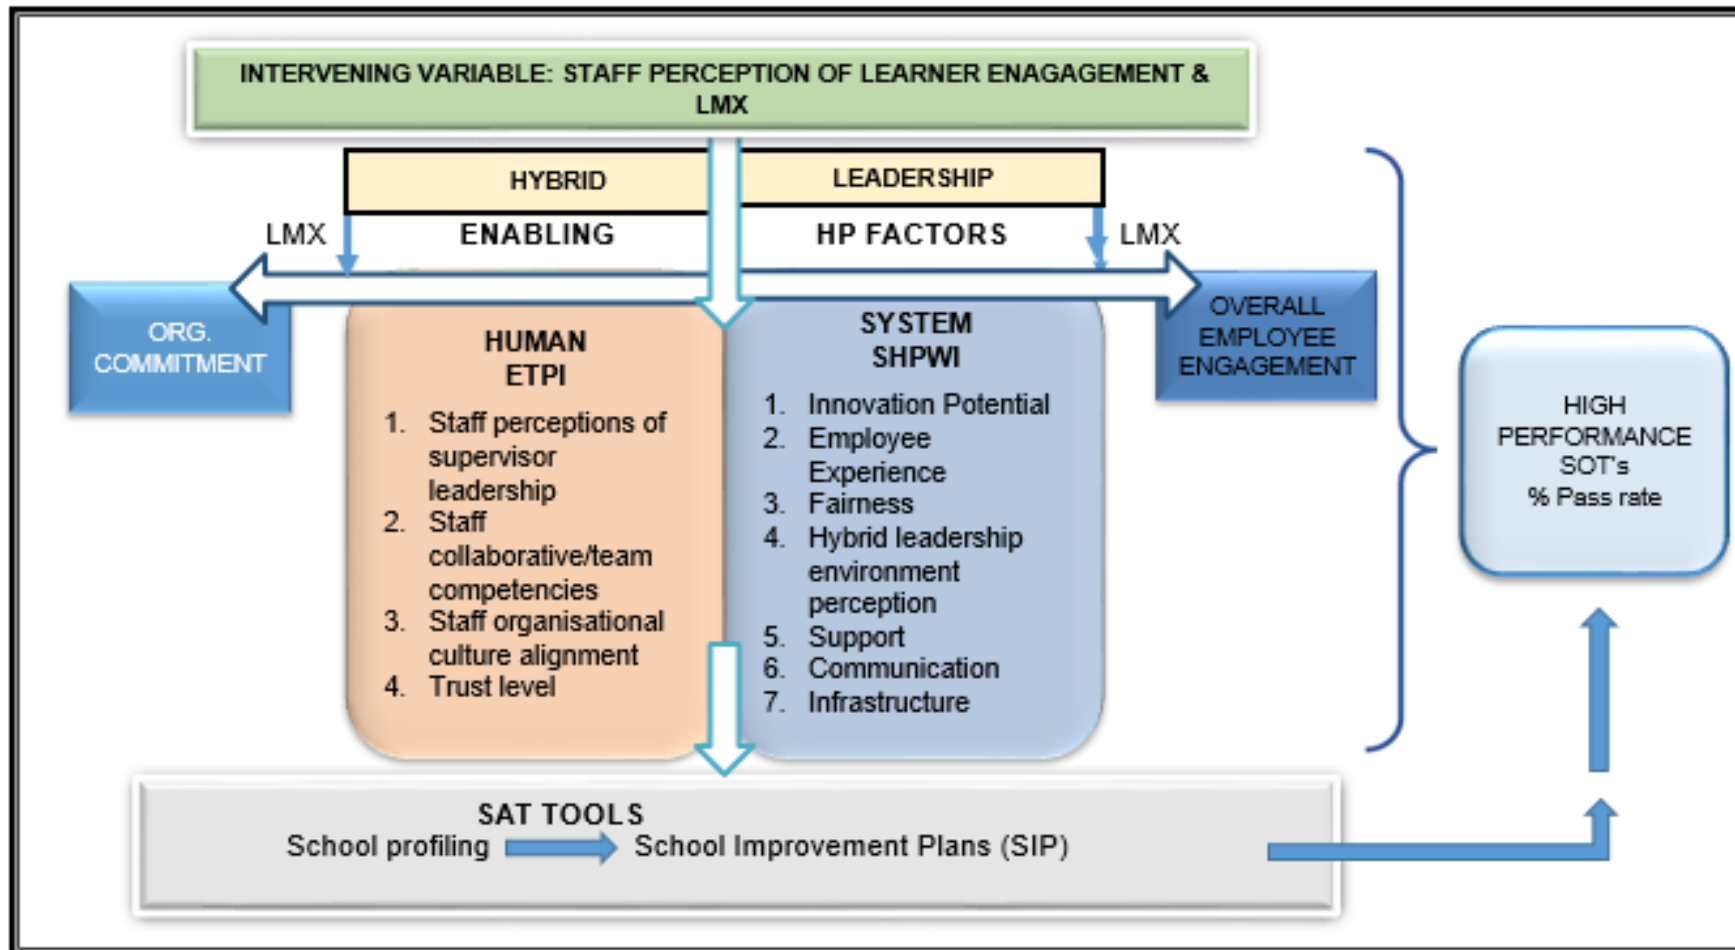 INTERVENING VARIABLE: STAFF PERCEPTION OF LEARNER ENAGAGEMENT &
LMX
HYBRID
LEADERSHIP
LMX
ENABLING
HP FACTORS
LMX
ORG.
COMMITMENT
HUMAN
ETPI
1. Staff perceptions of
supervisor
leadership
2. Staff
collaborative/team
competencies
3. Staff organisational
culture alignment
4. Trust level
SYSTEM
SHPWI
1. Innovation Potential
2. Employee
Experience
3. Fairness
4. Hybrid leadership
environment
perception
5. Support
6. Communication
7. Infrastructure
OVERALL
EMPLOYEE
ENGAGEMENT
HIGH
PERFORMANCE
SOT's
% Pass rate
SAT TOOLS
School profiling
School Improvement Plans (SIP)